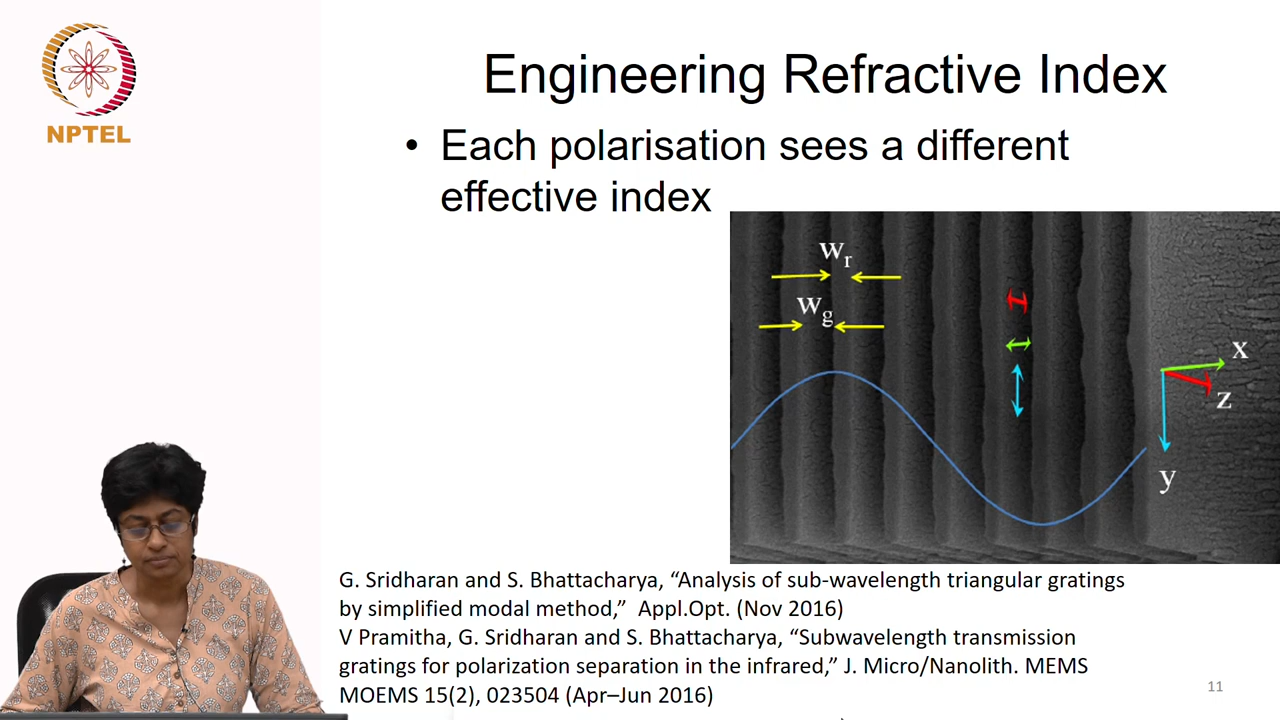 NPTEL
Engineering Refractive Index
• Each polarisation sees a different
effective index
wr
wg
x
z
y
G. Sridharan and S. Bhattacharya, “Analysis of sub-wavelength triangular gratings
by simplified modal method,” Appl.Opt. (Nov 2016)
V Pramitha, G. Sridharan and S. Bhattacharya, “Subwavelength transmission
gratings for polarization separation in the infrared,” J. Micro/Nanolith. MEMS
MOEMS 15(2), 023504 (Apr–Jun 2016)
11